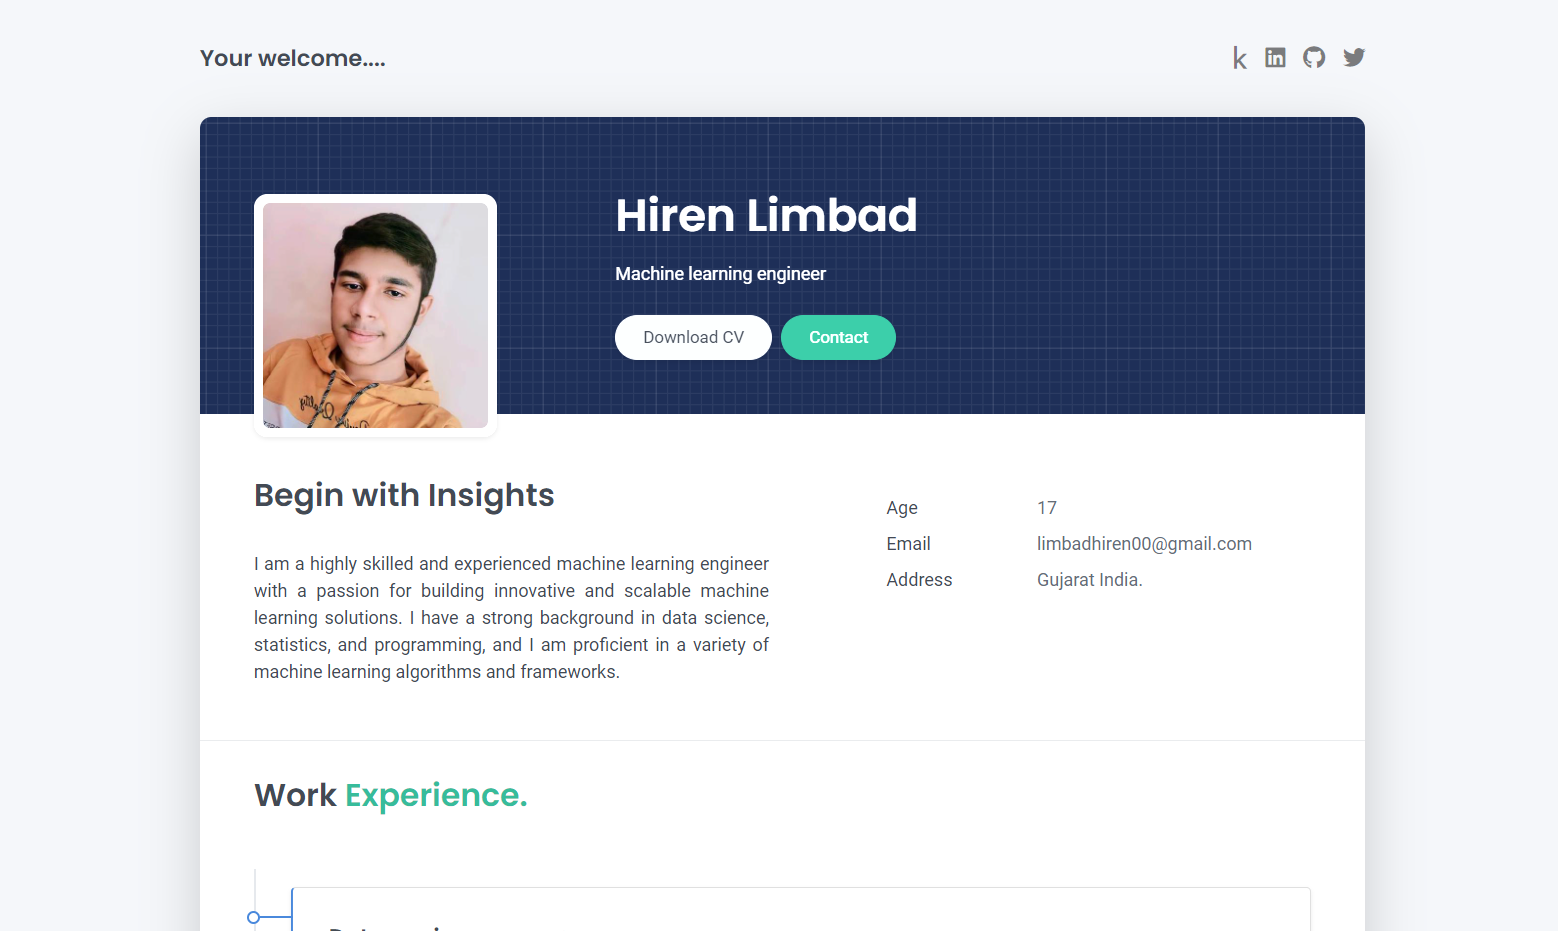 Your welcome....
k
Hiren Limbad
Machine learning engineer
Download CV
Contact
Begin with Insights
I am a highly skilled and experienced machine learning engineer
with a passion for building innovative and scalable machine
learning solutions. I have a strong background in data science,
statistics, and programming, and I am proficient in a variety of
machine learning algorithms and frameworks.
Age 17
Email limbadhiren00@gmail.com
Address Gujarat India.
Work Experience.